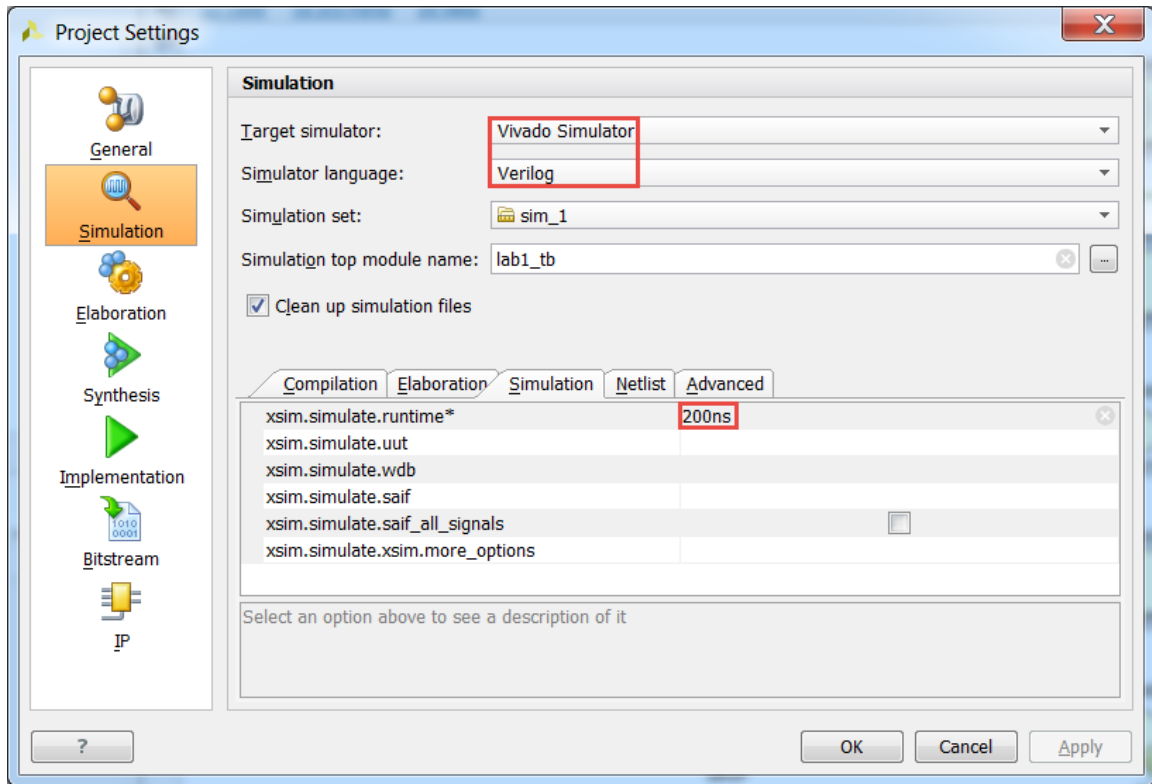 Project Settings
General
Simulation
Elaboration
Synthesis
Implementation
1010
0001
Bitstream
IP
Simulation
Target simulator: Vivado Simulator
Simulator language: Verilog
Simulation set: sim_1
Simulation top module name: lab1_tb ...
Clean up simulation files
Compilation Elaboration Simulation Netlist Advanced
xsim.simulate.runtime* 200ns
xsim.simulate.uut
xsim.simulate.wdb
xsim.simulate.saif
xsim.simulate.saif_all_signals
xsim.simulate.xsim.more_options
Select an option above to see a description of it
? OK Cancel Apply